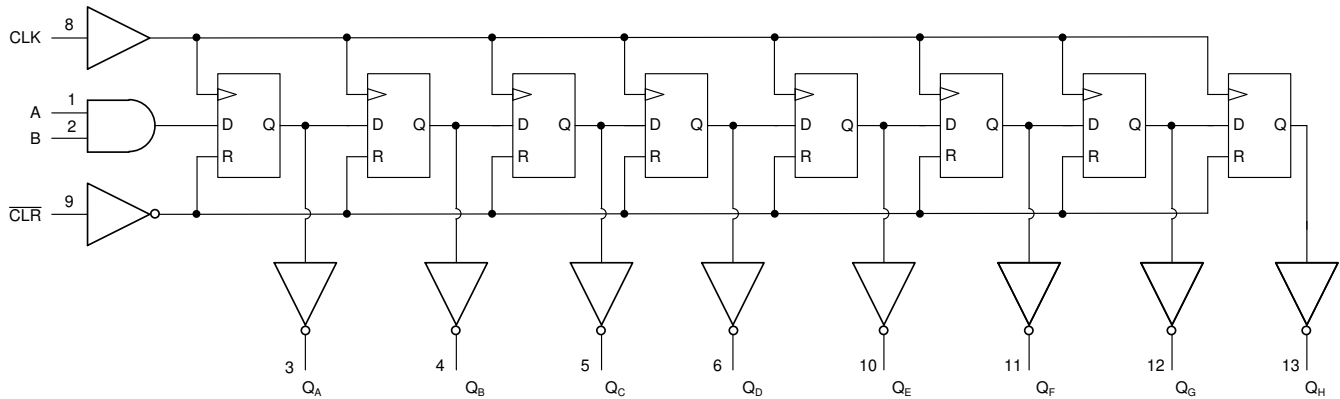 CLK 8
A 1
B 2
D Q D Q D Q D Q D Q D Q D Q D Q
R R R R R R R R
C̅L̅R̅ 9
3 4 5 6 10 11 12 13
QA QB QC QD QE QF QG QH